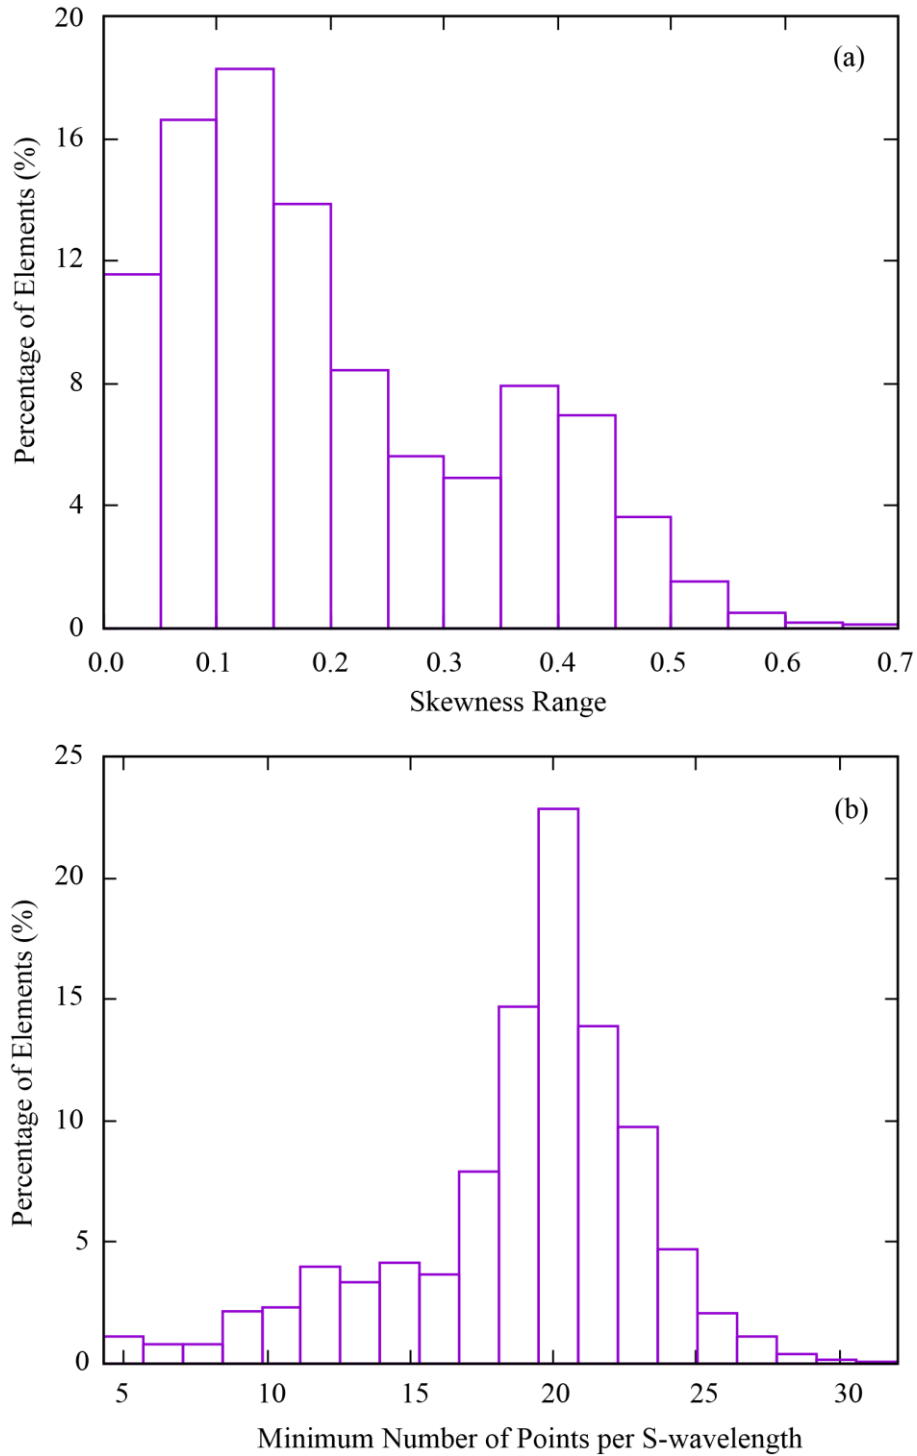 20
(a)
16
12
8
4
0
Percentage of Elements (%)
0.0 0.1 0.2 0.3 0.4 0.5 0.6 0.7
Skewness Range
25
(b)
20
15
10
5
0
Percentage of Elements (%)
5 10 15 20 25 30
Minimum Number of Points per S-wavelength